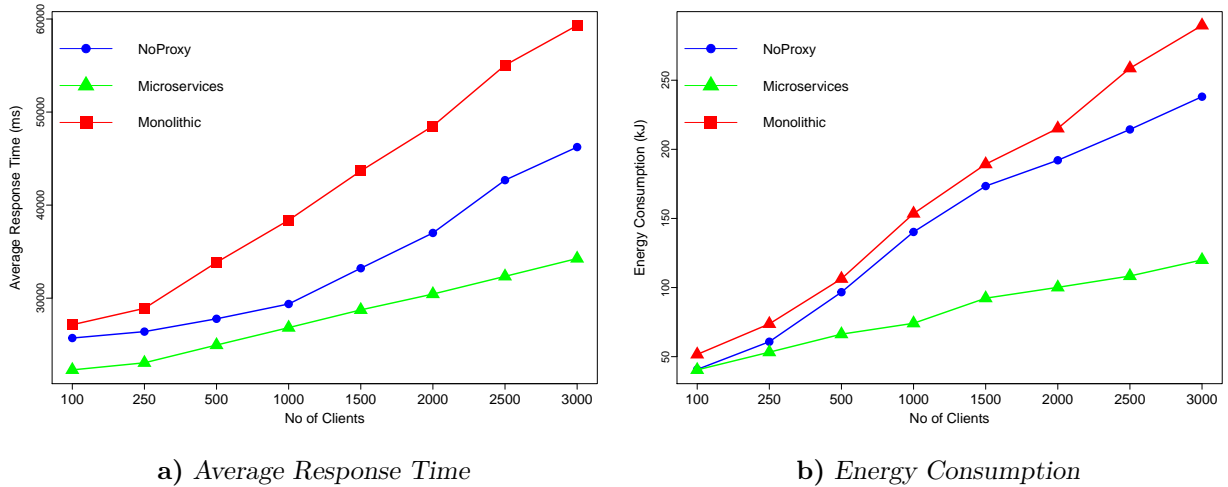 NoProxy
Microservices
Monolithic
Average Response Time (ms)
60000
50000
40000
30000
100 250 500 1000 1500 2000 2500 3000
No of Clients
a) Average Response Time
NoProxy
Microservices
Monolithic
Energy Consumption (kJ)
250
200
150
100
50
100 250 500 1000 1500 2000 2500 3000
No of Clients
b) Energy Consumption